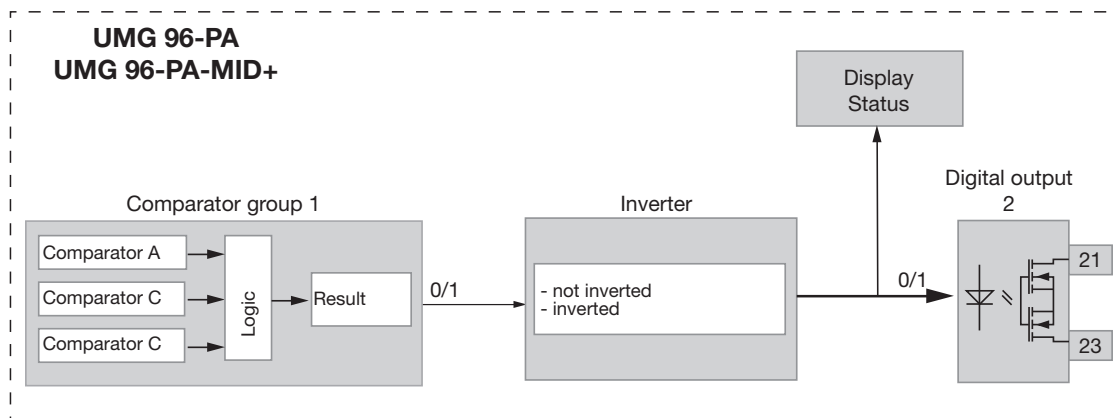 UMG 96-PA
UMG 96-PA-MID+
Display
Status
Digital output
2
Comparator group 1
Inverter
Comparator A
Comparator C
Comparator C
Logic
Result
0/1
- not inverted
- inverted
0/1
21
23